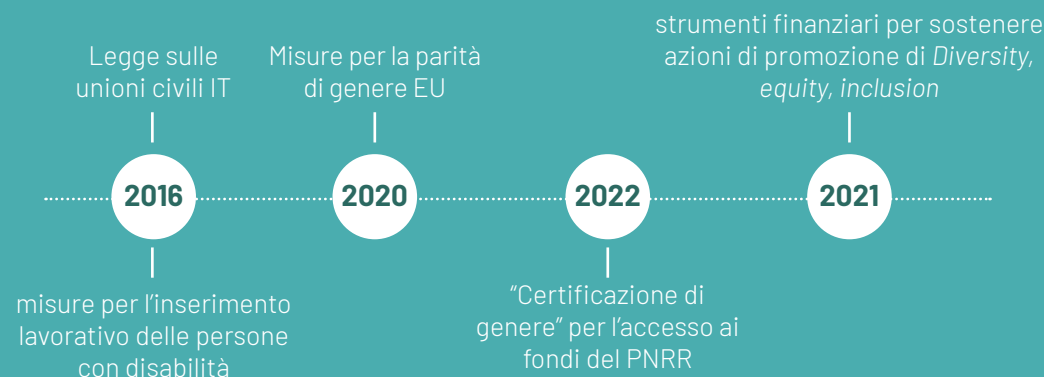 Legge sulle
unioni civili IT
Misure per la parità
di genere EU
strumenti finanziari per sostenere
azioni di promozione di Diversity,
equity, inclusion
2016
2020
2022
2021
misure per l’inserimento
lavorativo delle persone
con disabilità
“Certificazione di
genere” per l’accesso ai
fondi del PNRR